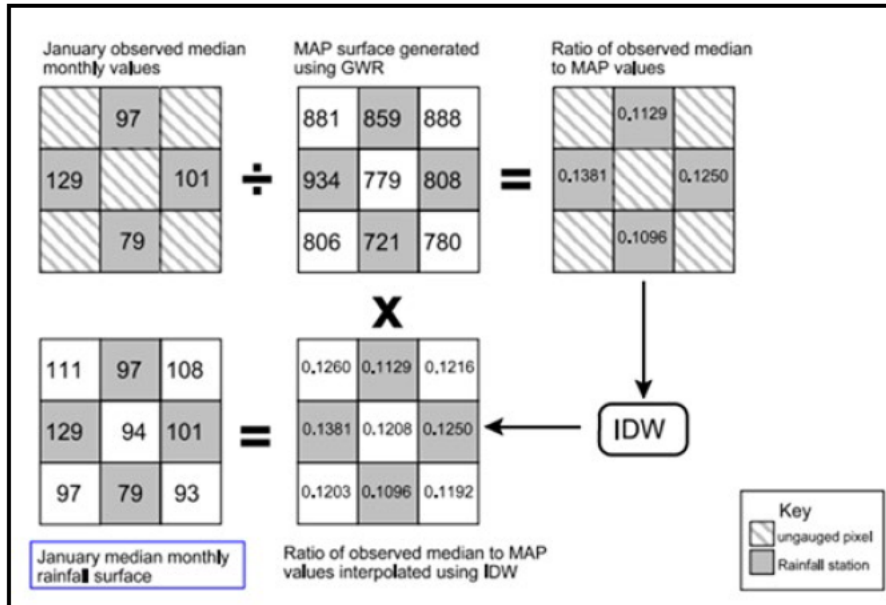 January observed median
monthly values
MAP surface generated
using GWR
Ratio of observed median
to MAP values
97
129
101
79
÷
881 859 888
934 779 808
806 721 780
=
0.1129
0.1381
0.1250
0.1096
X
111 97 108
129 94 101
97 79 93
=
0.1260 0.1129 0.1216
0.1381 0.1208 0.1250
0.1203 0.1096 0.1192
IDW
January median monthly
rainfall surface
Ratio of observed median to MAP
values interpolated using IDW
Key
ungauged pixel
Rainfall station